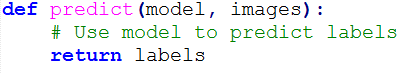 def predict(model, images):
    # Use model to predict labels
    return labels